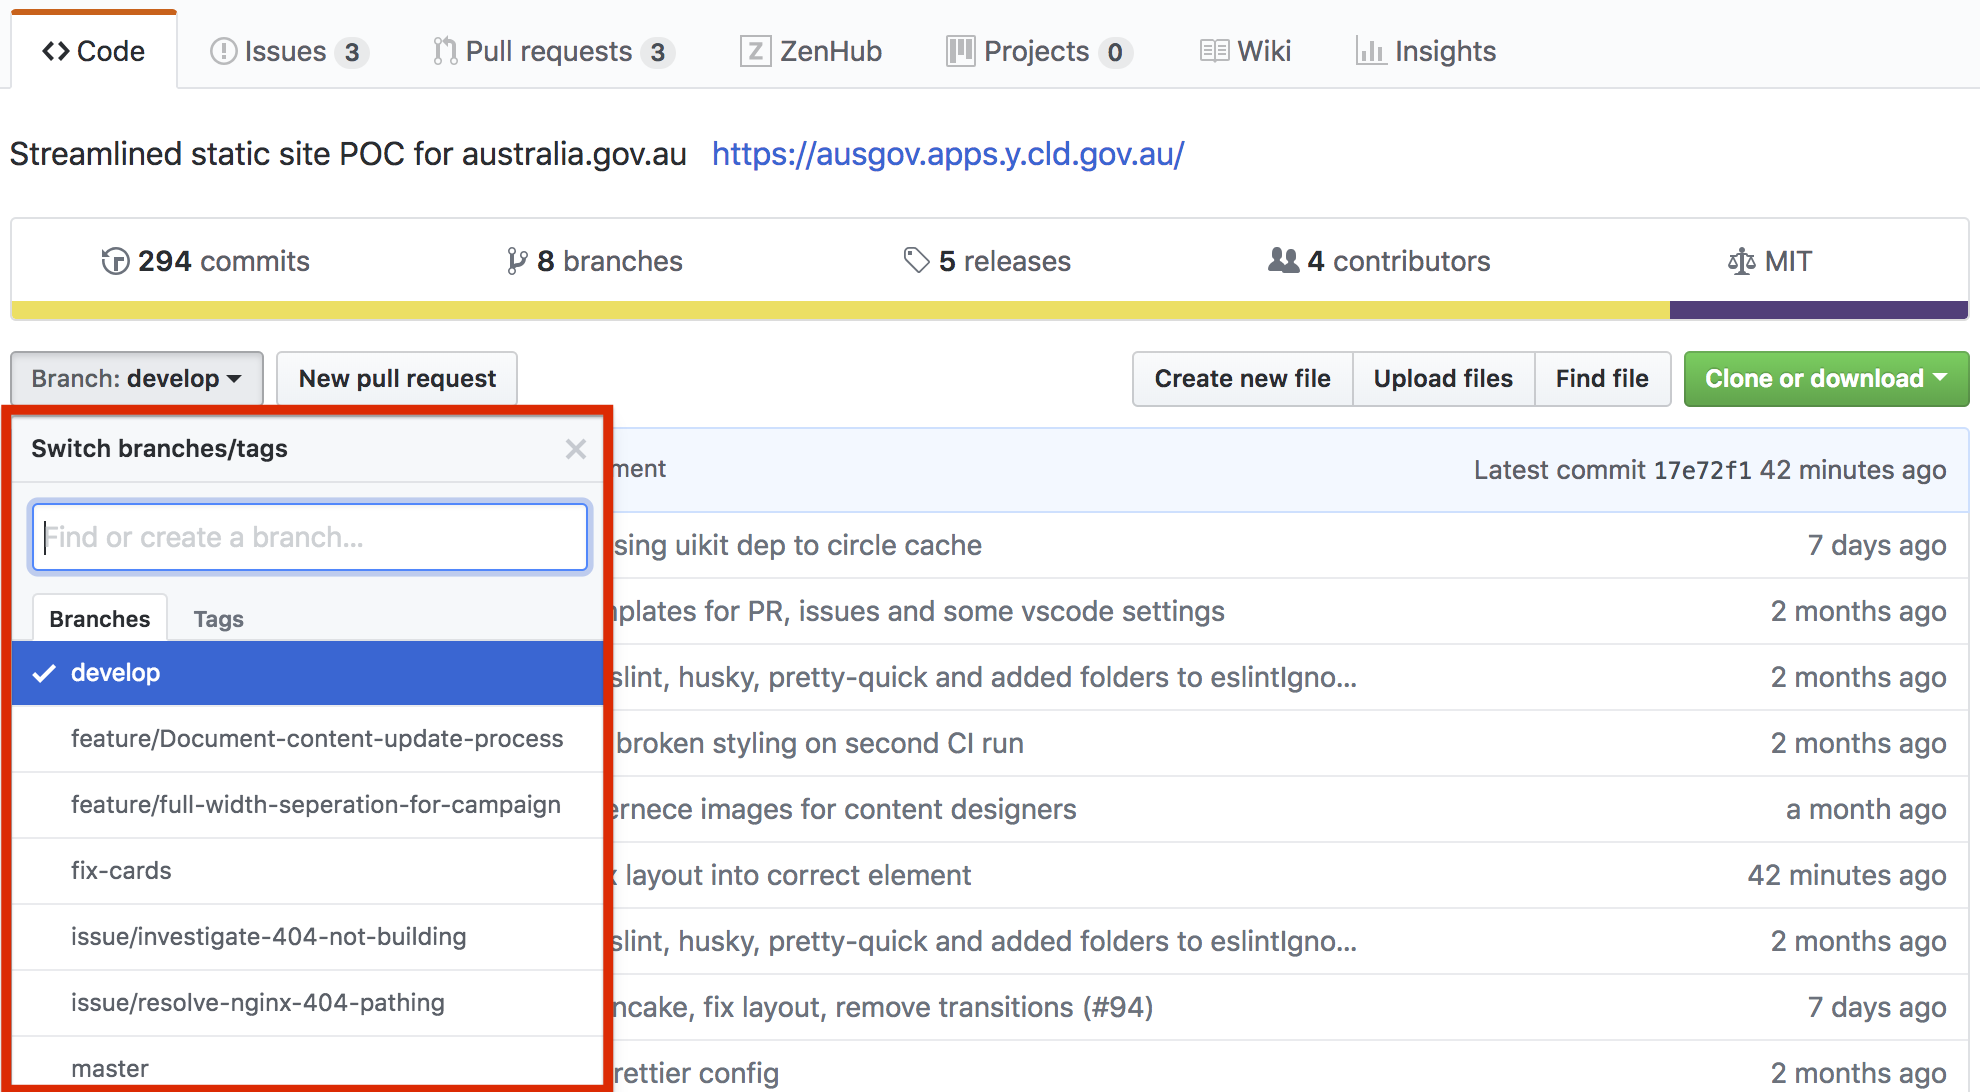 Code Issues 3 Pull requests 3 ZenHub Projects 0 Wiki Insights
Streamlined static site POC for australia.gov.au https://ausgov.apps.y.cld.gov.au/
294 commits 8 branches 5 releases 4 contributors MIT
Branch: develop New pull request Create new file Upload files Find file Clone or download
Switch branches/tags
Find or create a branch...
Branches Tags
develop
feature/Document-content-update-process
feature/full-width-seperation-for-campaign
fix-cards
issue/investigate-404-not-building
issue/resolve-nginx-404-pathing
master
Latest commit 17e72f1 42 minutes ago
uikit dep to circle cache 7 days ago
for PR, issues and some vscode settings 2 months ago
husky, pretty-quick and added folders to eslintIgno... 2 months ago
broken styling on second CI run 2 months ago
images for content designers a month ago
layout into correct element 42 minutes ago
husky, pretty-quick and added folders to eslintIgno... 2 months ago
fix layout, remove transitions (#94) 7 days ago
config 2 months ago